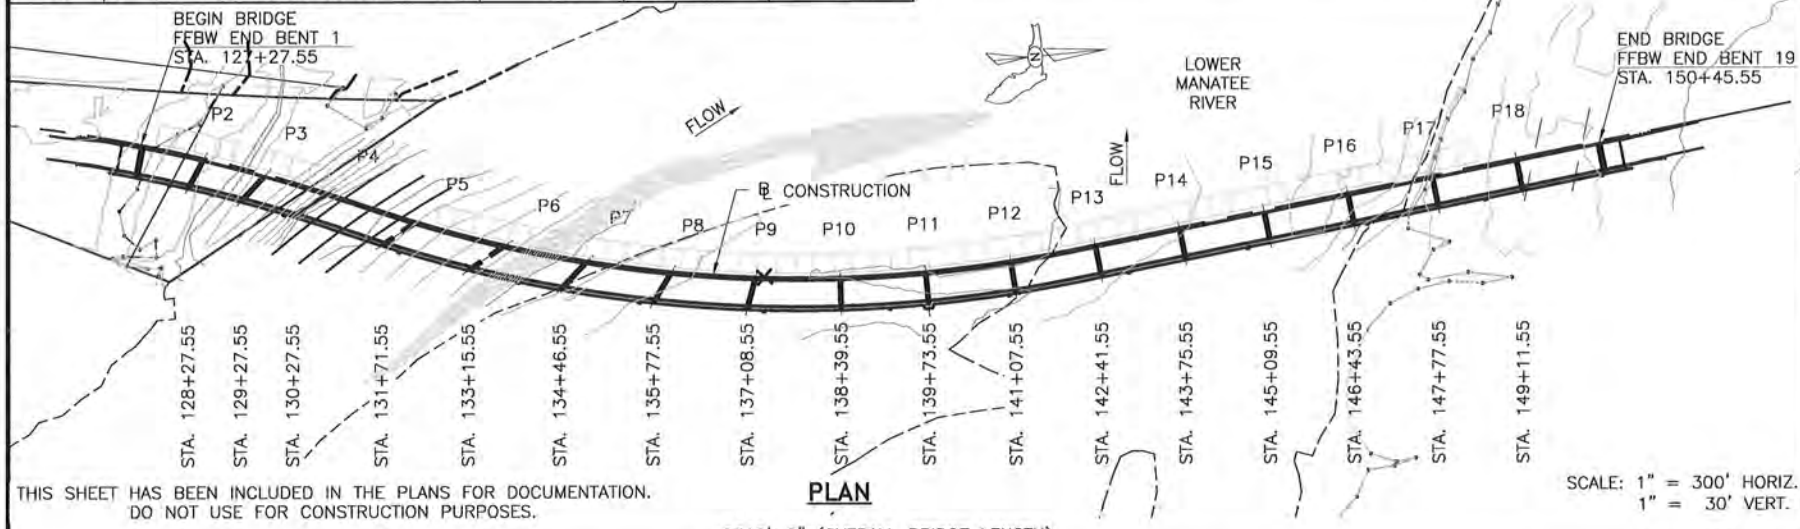 BEGIN BRIDGE
FFBW END BENT 1
STA. 127+27.55
P2
P3
P4
P5
P6
P7
P8
P9
P10
P11
P12
P13
P14
P15
P16
P17
P18
FLOW
N
LOWER
MANATEE
RIVER
FLOW
℄ CONSTRUCTION
END BRIDGE
FFBW END BENT 19
STA. 150+45.55
STA. 128+27.55
STA. 129+27.55
STA. 130+27.55
STA. 131+71.55
STA. 133+15.55
STA. 134+46.55
STA. 135+77.55
STA. 137+08.55
STA. 138+39.55
STA. 139+73.55
STA. 141+07.55
STA. 142+41.55
STA. 143+75.55
STA. 145+09.55
STA. 146+43.55
STA. 147+77.55
STA. 149+11.55
THIS SHEET HAS BEEN INCLUDED IN THE PLANS FOR DOCUMENTATION.
DO NOT USE FOR CONSTRUCTION PURPOSES.
PLAN
SCALE: 1" = 300' HORIZ.
1" = 30' VERT.
(OVERALL BRIDGE LENGTH)